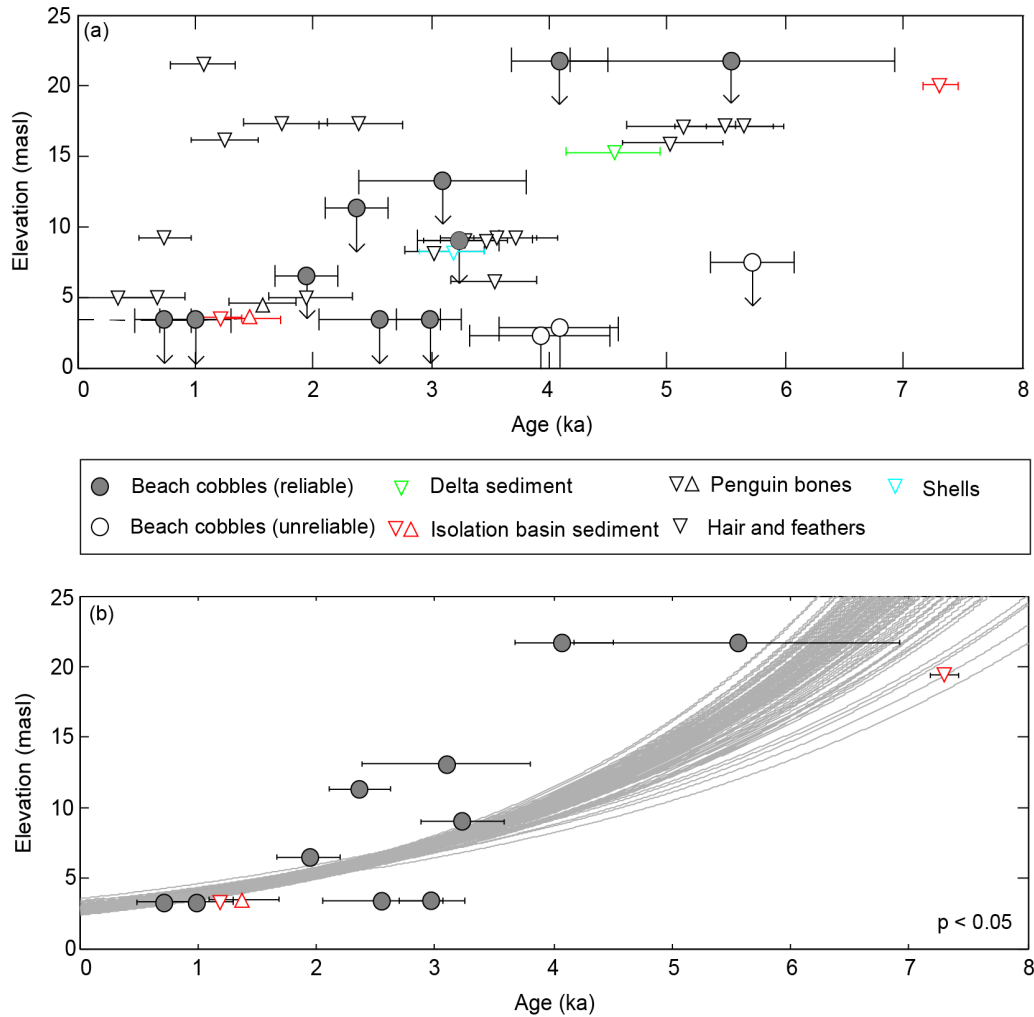 (a)
25
20
15
10
5
0
Elevation (masl)
0 1 2 3 4 5 6 7 8
Age (ka)
Beach cobbles (reliable) Delta sediment Penguin bones Shells
Beach cobbles (unreliable) Isolation basin sediment Hair and feathers
(b)
25
20
15
10
5
0
Elevation (masl)
p < 0.05
0 1 2 3 4 5 6 7 8
Age (ka)